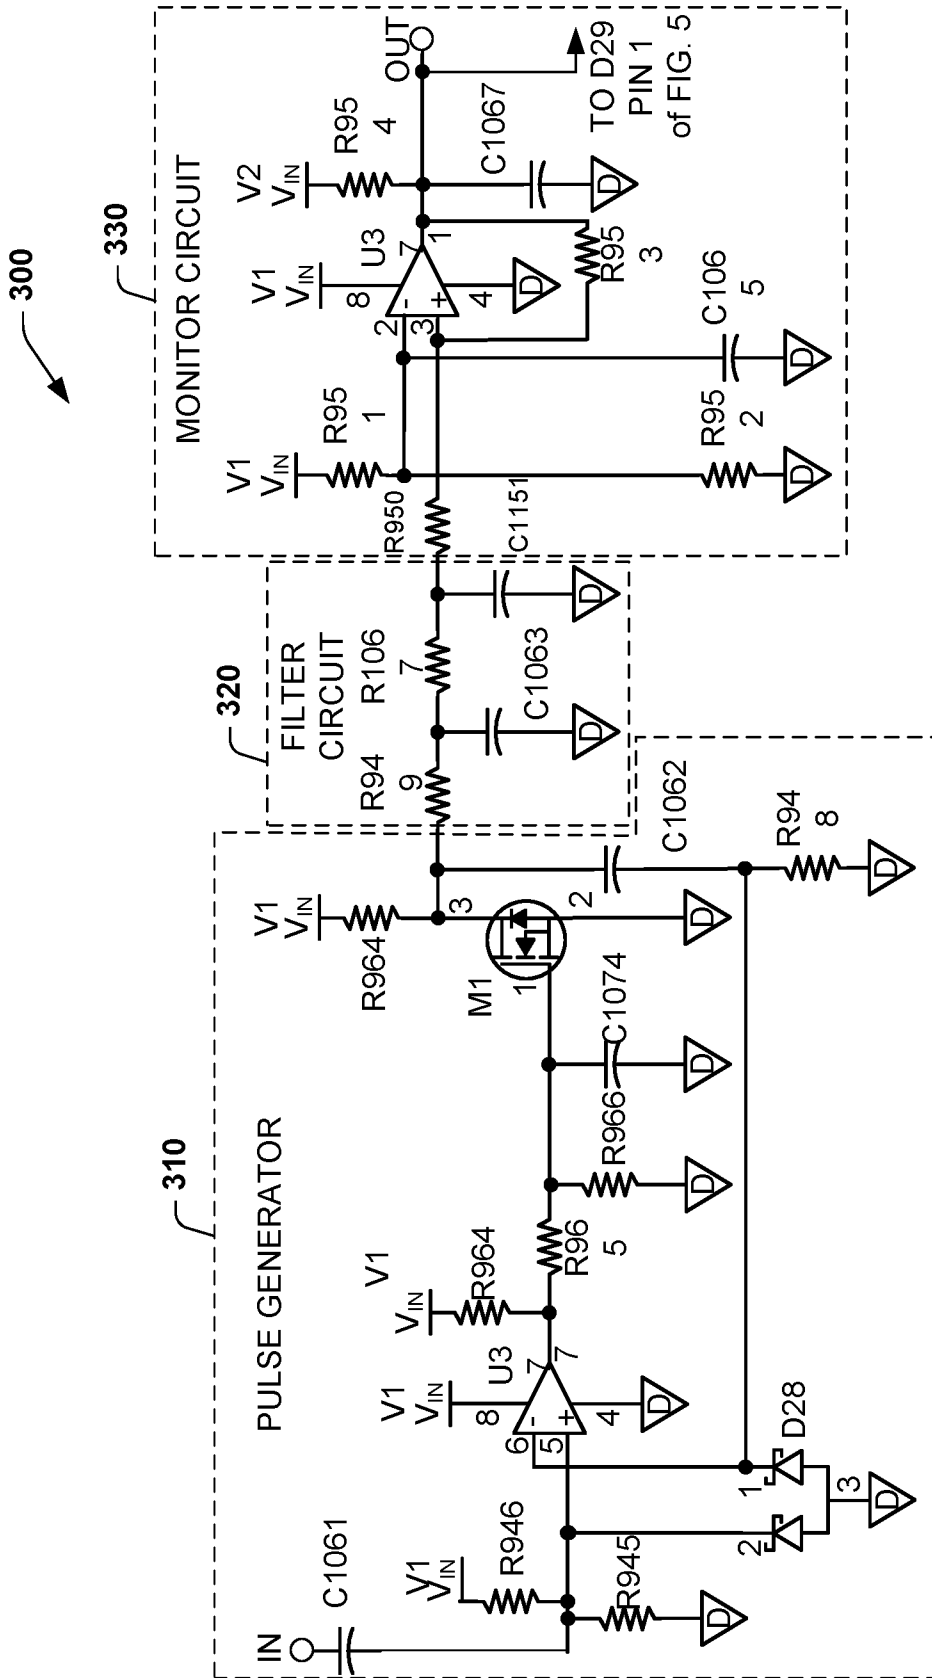 300
310
PULSE GENERATOR
IN
C1061
V1
VIN
R946
R945
D
2
1
D28
3
D
6
5
-
+
8
V1
VIN
U3
7
7
4
D
V1
VIN
R964
R96
5
R966
D
C1074
D
M1
1
3
2
D
V1
VIN
R964
C1062
R94
8
D
320
FILTER
CIRCUIT
R94
9
R106
7
C1063
D
C1151
D
330
MONITOR CIRCUIT
R950
V1
VIN
R95
1
R95
2
D
C106
5
D
2
3
-
+
8
V1
VIN
U3
7
1
4
D
R95
3
V2
VIN
R95
4
C1067
D
OUT
TO D29
PIN 1
of FIG. 5